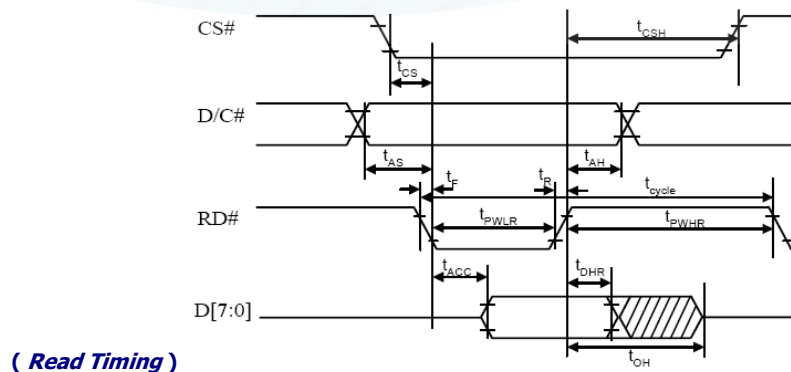 CS#
tCSH
tCS
D/C#
tAS
tF
tR
tAH
tcycle
RD#
tPWLR
tPWHR
tACC
tDHR
D[7:0]
tOH
( Read Timing )